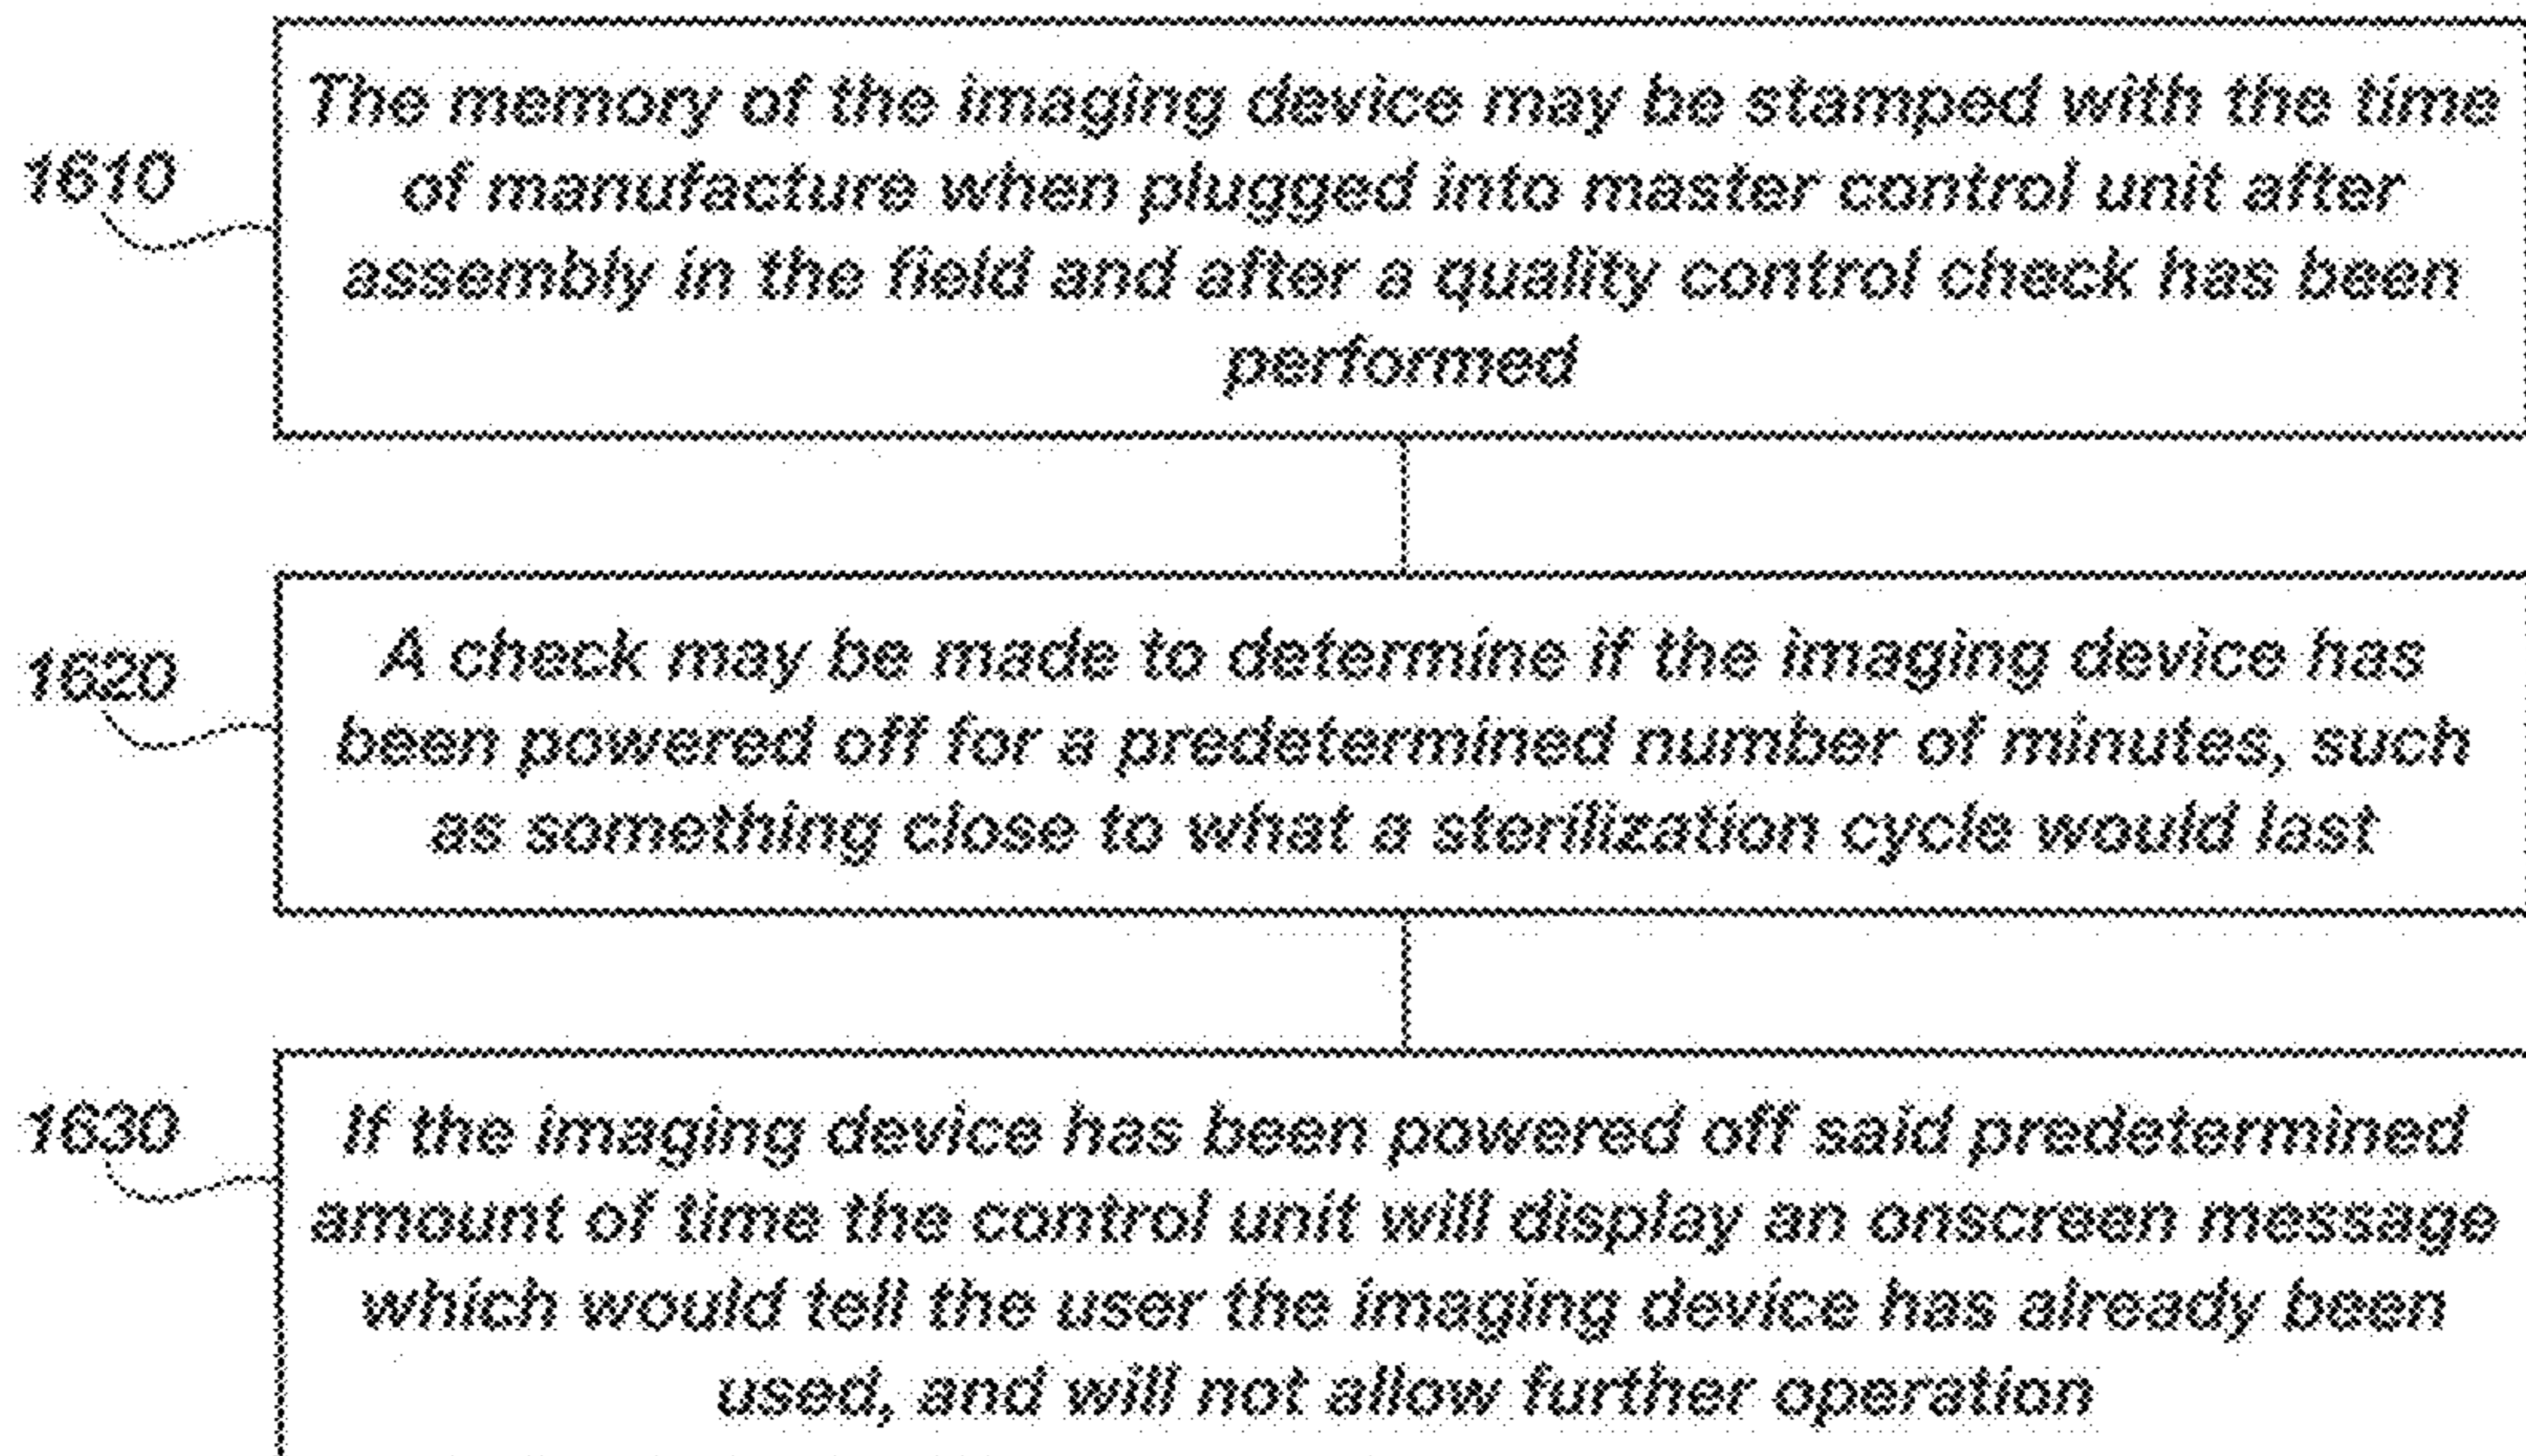 The memory of the imaging device may be stamped with the time
1610
of manufacture when plugged into master control unit after
assembly in the field and after a quality control check has been
performed
A check may be made to determine if the imaging device has
1620
been powered off for a predetermined number of minutes, such
as something close to what a sterilization cycle would last
1630
If the imaging device has been powered off said predetermined
amount of time the control unit will display an onscreen message
which would tell the user the imaging device has already been
used, and will not allow further operation